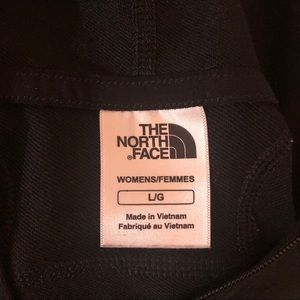 THE
NORTH
®FACE
WOMENS/FEMMES
L/G
Made in Vietnam
Fabriqué au Vietnam